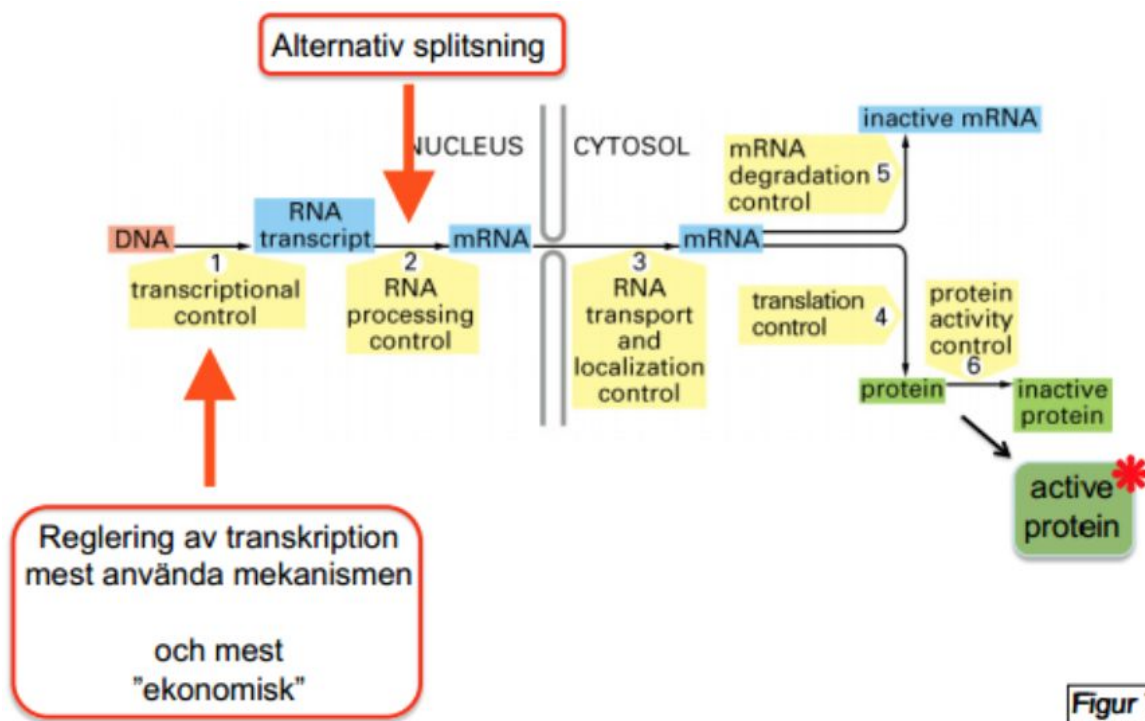 Alternativ splitsning
inactive mRNA
NUCLEUS
CYTOSOL
mRNA
degradation 5
control
DNA
RNA
transcript
mRNA
mRNA
1
transcriptional
control
2
RNA
processing
control
3
RNA
transport
and
localization
control
translation
control 4
protein
activity
control
6
protein
inactive
protein
active
protein
Reglering av transkription
mest använda mekanismen
och mest
”ekonomisk”
Figur